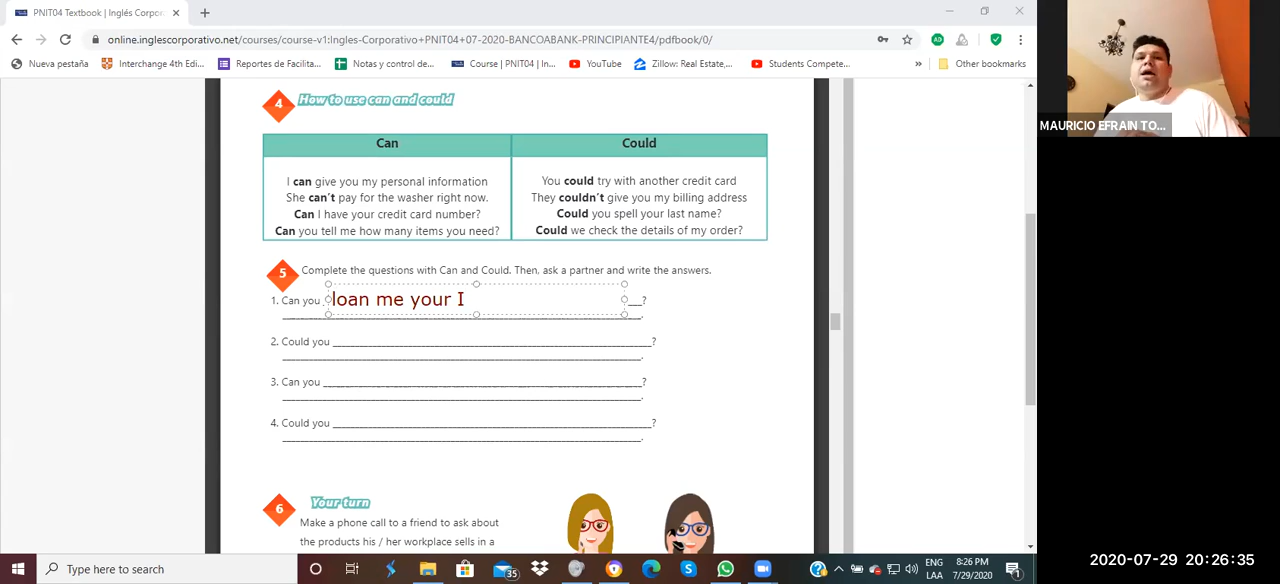 PNIT04 Textbook | Inglés Corpora
online.inglescorporativo.net/courses/course-v1:Ingles-Corporativo+PNIT04+07-2020-BANCOABANK-PRINCIPIANTE4/pdfbook/0/
Nueva pestaña
Interchange 4th Edi...
Reportes de Facilita...
Notas y control de...
Course | PNIT04 | In...
YouTube
Zillow: Real Estate,...
Students Compete...
»
Other bookmarks
MAURICIO EFRAIN TO...
4 How to use can and could
Can
I can give you my personal information
She can't pay for the washer right now.
Can I have your credit card number?
Can you tell me how many items you need?
Could
You could try with another credit card
They couldn't give you my billing address
Could you spell your last name?
Could we check the details of my order?
5 Complete the questions with Can and Could. Then, ask a partner and write the answers.
1. Can you loan me your I ___?
2. Could you ___?
3. Can you ___?
4. Could you ___?
6 Your turn
Make a phone call to a friend to ask about
the products his / her workplace sells in a
Type here to search
35
ENG
LAA
8:26 PM
7/29/2020
1
2020-07-29 20:26:35